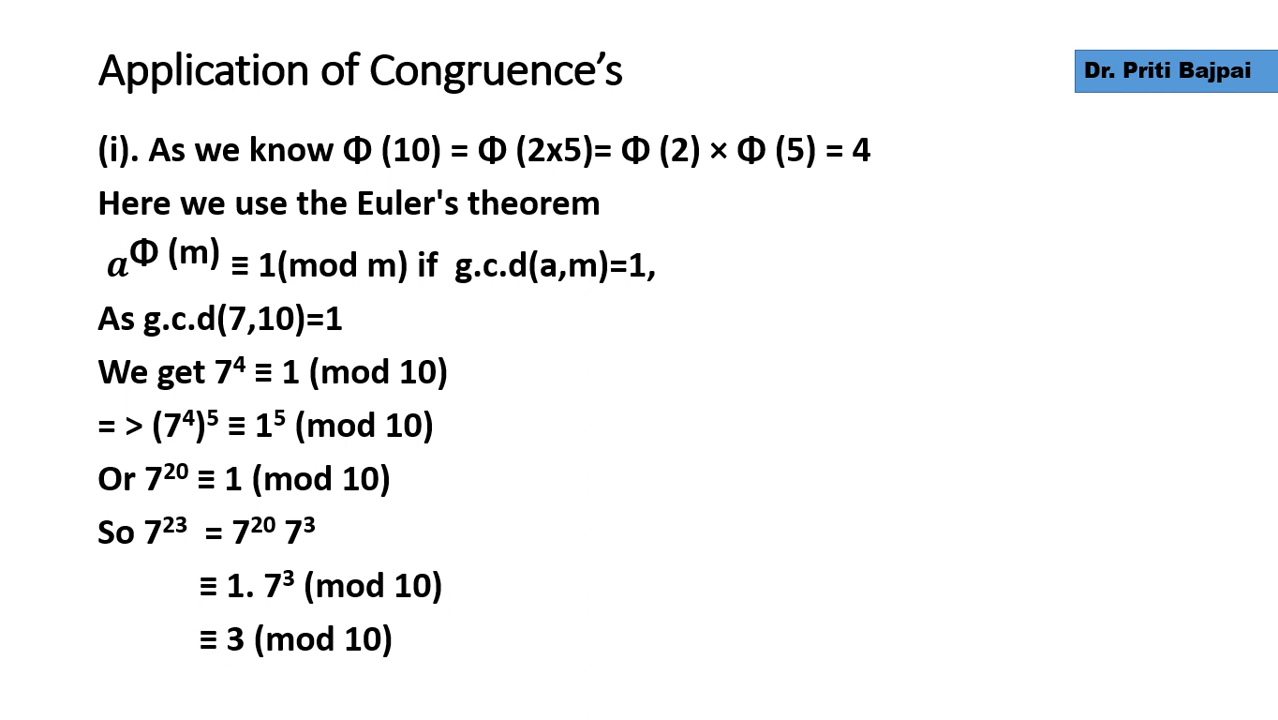 Application of Congruence’s
Dr. Priti Bajpai
(i). As we know Φ (10) = Φ (2x5)= Φ (2) × Φ (5) = 4
Here we use the Euler's theorem
a^Φ (m) ≡ 1(mod m) if g.c.d(a,m)=1,
As g.c.d(7,10)=1
We get 7⁴ ≡ 1 (mod 10)
= > (7⁴)⁵ ≡ 1⁵ (mod 10)
Or 7²⁰ ≡ 1 (mod 10)
So 7²³ = 7²⁰ 7³
≡ 1. 7³ (mod 10)
≡ 3 (mod 10)